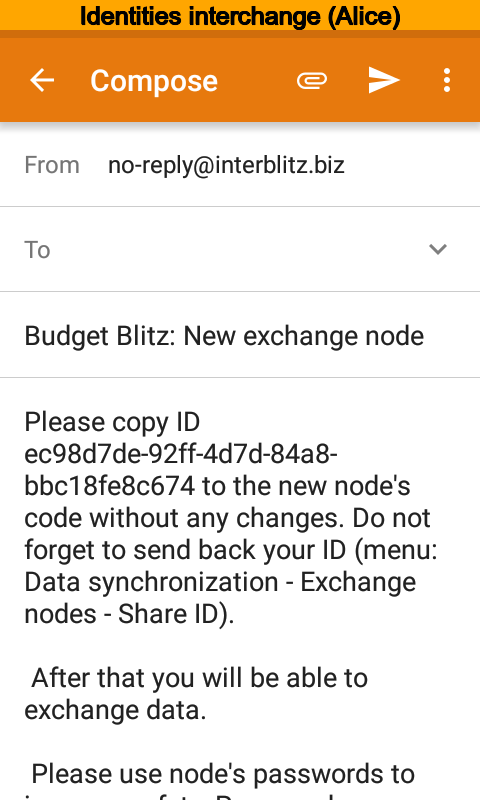 Identities interchange (Alice)
Compose
From no-reply@interblitz.biz
To
Budget Blitz: New exchange node
Please copy ID
ec98d7de-92ff-4d7d-84a8-
bbc18fe8c674 to the new node's
code without any changes. Do not
forget to send back your ID (menu:
Data synchronization - Exchange
nodes - Share ID).
After that you will be able to
exchange data.
Please use node's passwords to